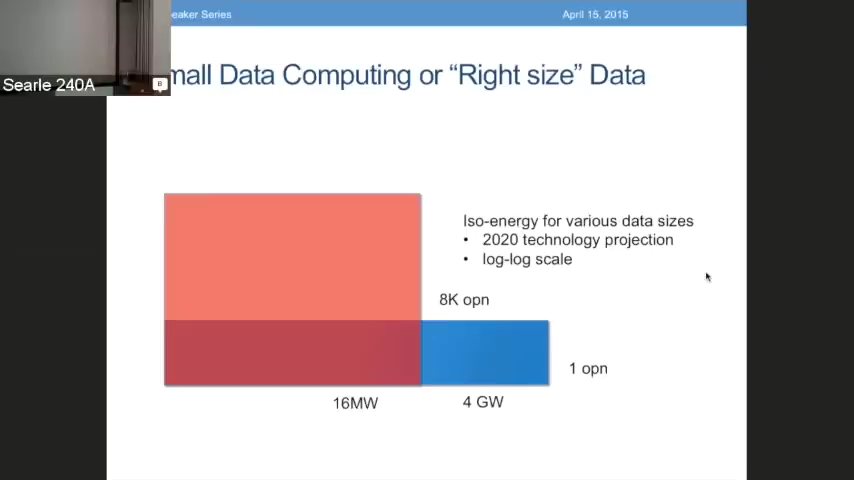 eaker Series
April 15, 2015
Searle 240A
mall Data Computing or “Right size” Data
Iso-energy for various data sizes
• 2020 technology projection
• log-log scale
8K opn
1 opn
16MW
4 GW